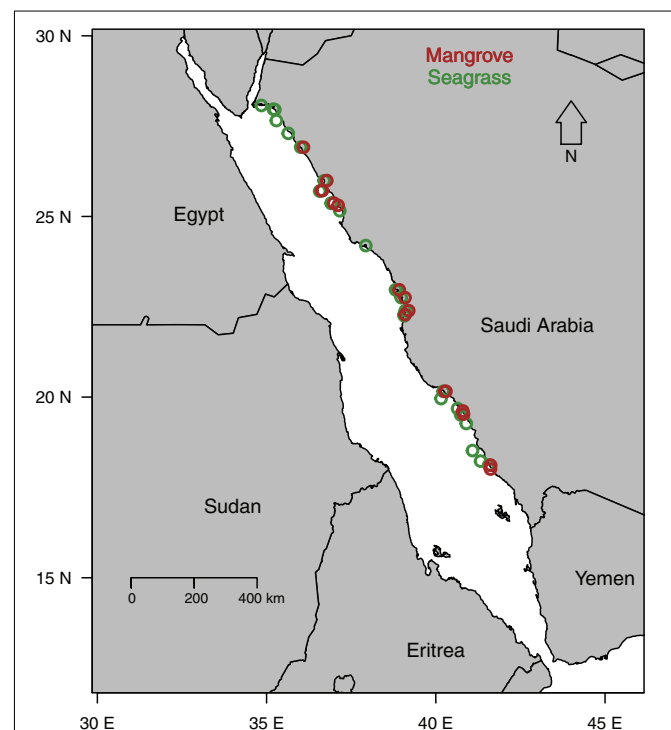 30 N
Mangrove
Seagrass
N
25 N
Egypt
Saudi Arabia
20 N
Sudan
15 N
0 200 400 km
Yemen
Eritrea
30 E 35 E 40 E 45 E